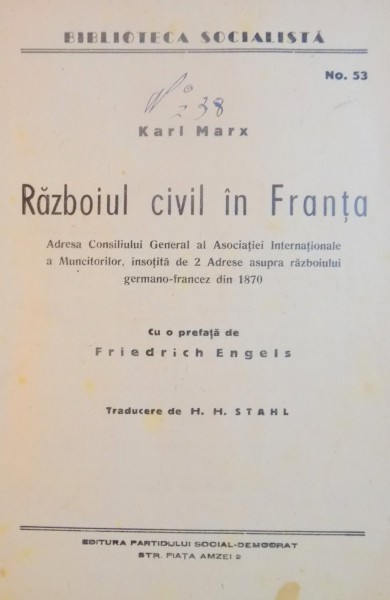 BIBLIOTECA SOCIALISTĂ
No. 53
No 238
Karl Marx
Războiul civil în Franța
Adresa Consiliului General al Asociației Internaționale
a Muncitorilor, însoțită de 2 Adrese asupra războiului
germano-francez din 1870
Cu o prefață de
Friedrich Engels
Traducere de H. H. STAHL
EDITURA PARTIDULUI SOCIAL-DEMOCRAT
STR. PIAȚA AMZEI 2